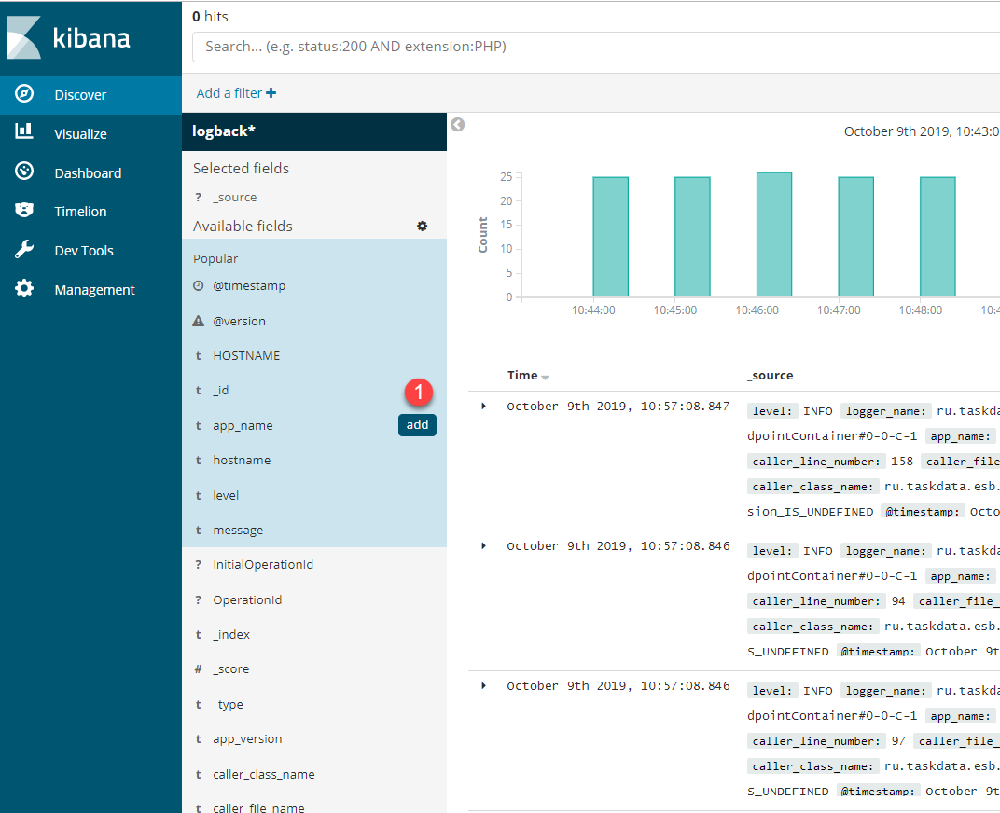 kibana
Discover
Visualize
Dashboard
Timelion
Dev Tools
Management
0 hits
Search... (e.g. status:200 AND extension:PHP)
Add a filter +
logback*
Selected fields
? _source
Available fields
Popular
@timestamp
@version
t HOSTNAME
t _id
1
t app_name
add
t hostname
t level
t message
? InitialOperationId
? OperationId
t _index
# _score
t _type
t app_version
t caller_class_name
t caller_file_name
October 9th 2019, 10:43:0
Count
25
20
15
10
5
0
10:44:00 10:45:00 10:46:00 10:47:00 10:48:00 10:4
Time _source
October 9th 2019, 10:57:08.847 level: INFO logger_name: ru.taskda
dpointContainer#0-0-C-1 app_name:
caller_line_number: 158 caller_file
caller_class_name: ru.taskdata.esb.
sion_IS_UNDEFINED @timestamp: Octo
October 9th 2019, 10:57:08.846 level: INFO logger_name: ru.taskda
dpointContainer#0-0-C-1 app_name:
caller_line_number: 94 caller_file_
caller_class_name: ru.taskdata.esb.
S_UNDEFINED @timestamp: October 9t
October 9th 2019, 10:57:08.846 level: INFO logger_name: ru.taskda
dpointContainer#0-0-C-1 app_name:
caller_line_number: 97 caller_file_
caller_class_name: ru.taskdata.esb.
S_UNDEFINED @timestamp: October 9t